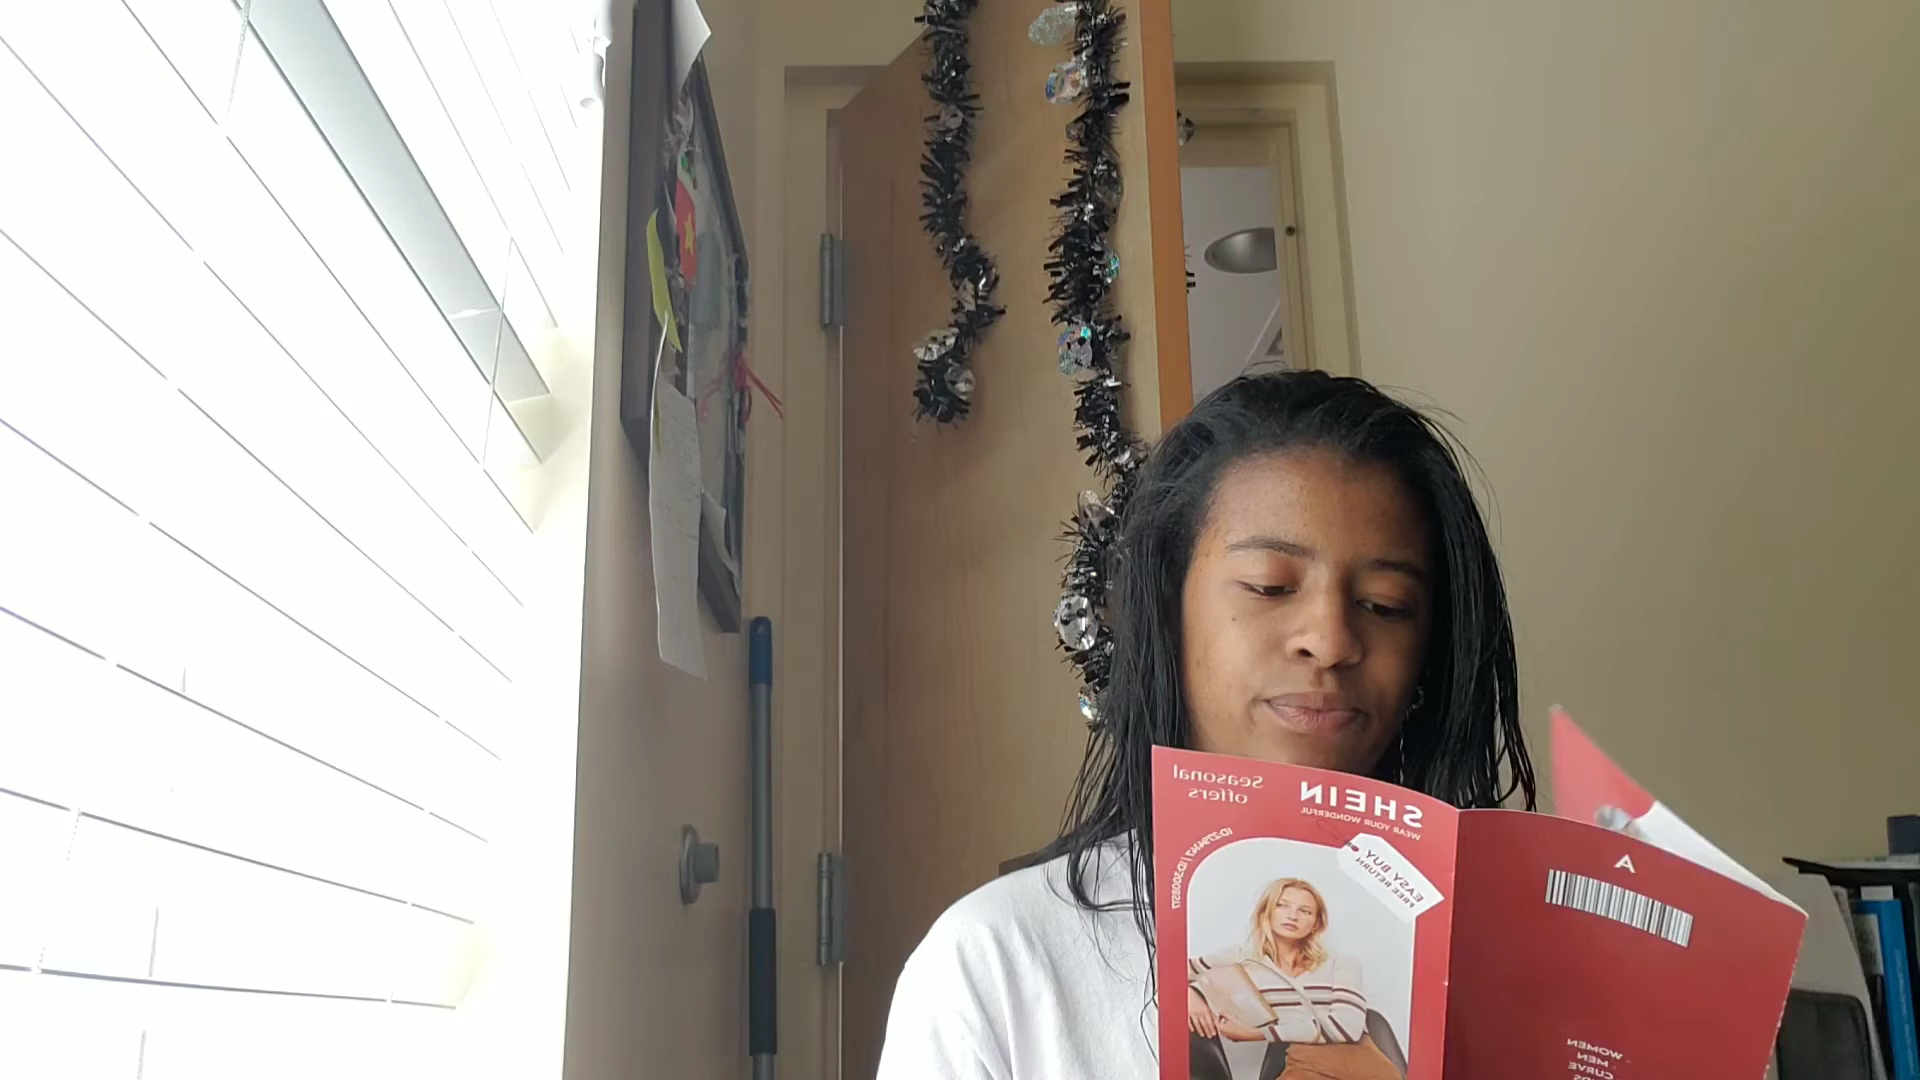 Seasonal
offers
SHEIN
WEAR YOUR WONDERFUL
EASY BUY
FREE RETURN
A
WOMEN
MEN
CURVE